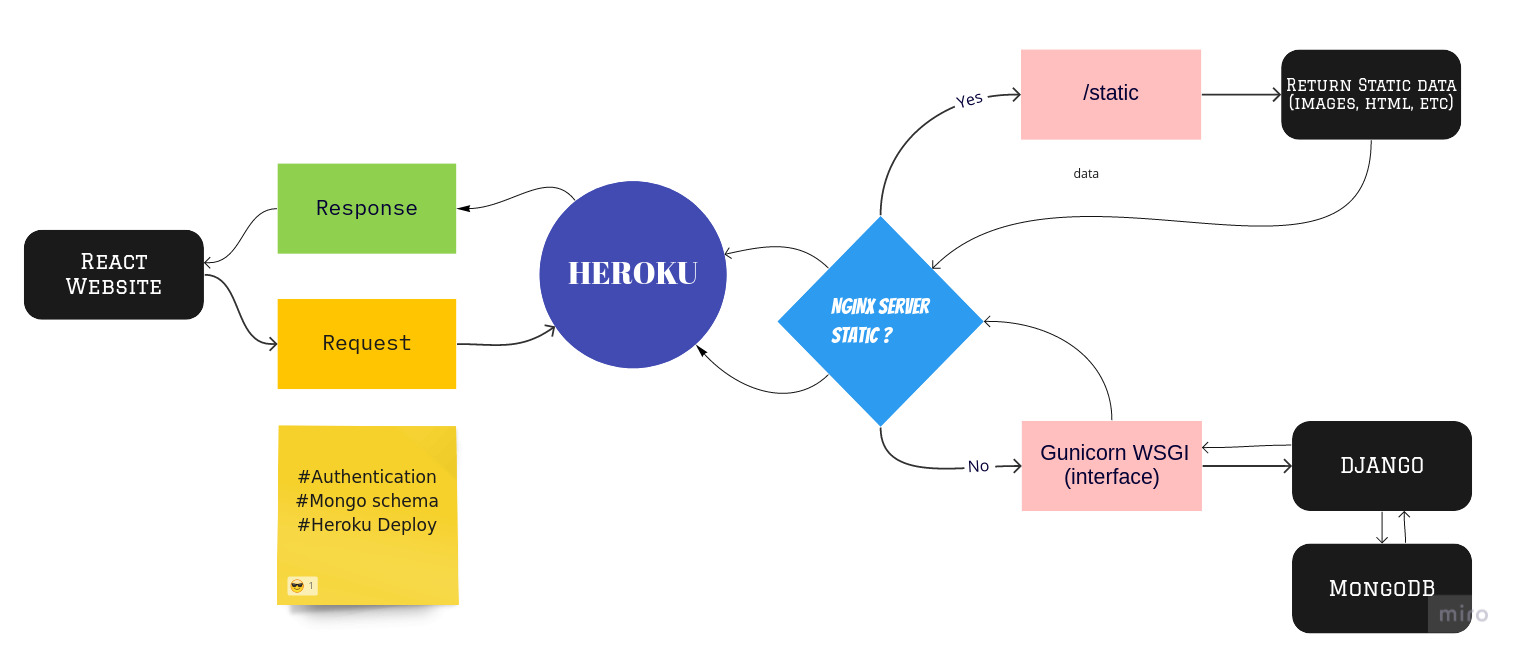 React
Website
Response
Request
#Authentication
#Mongo schema
#Heroku Deploy
1
HEROKU
NGINX SERVER
STATIC ?
Yes
/static
Return Static data
(images, html, etc)
data
No
Gunicorn WSGI
(interface)
DJANGO
MongoDB
miro